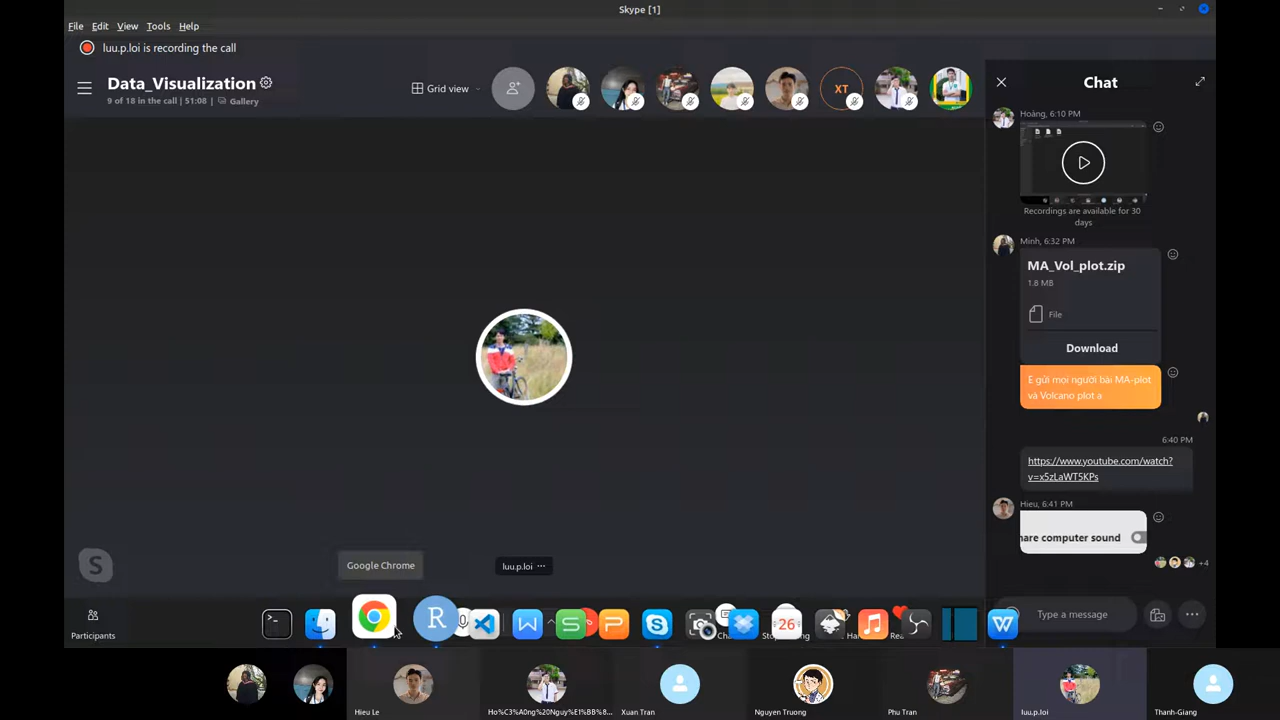 Skype [1]
File Edit View Tools Help
luu.p.loi is recording the call
Data_Visualization
9 of 18 in the call | 51:08 | Gallery
Grid view
XT
Chat
Hoảng, 6:10 PM
Recordings are available for 30
days
Minh, 6:32 PM
MA_Vol_plot.zip
1.8 MB
File
Download
E gửi mọi người bài MA-plot
và Volcano plot ạ
6:40 PM
https://www.youtube.com/watch?
v=x5zLaWT5KPs
Hieu, 6:41 PM
hare computer sound
+4
Google Chrome
luu.p.loi
S
R
26
Participants
Type a message
Hieu Le
Ho%C3%A0ng%20Nguy%E1%BB%8...
Xuan Tran
Nguyen Truong
Phu Tran
luu.p.loi
Thanh-Giang